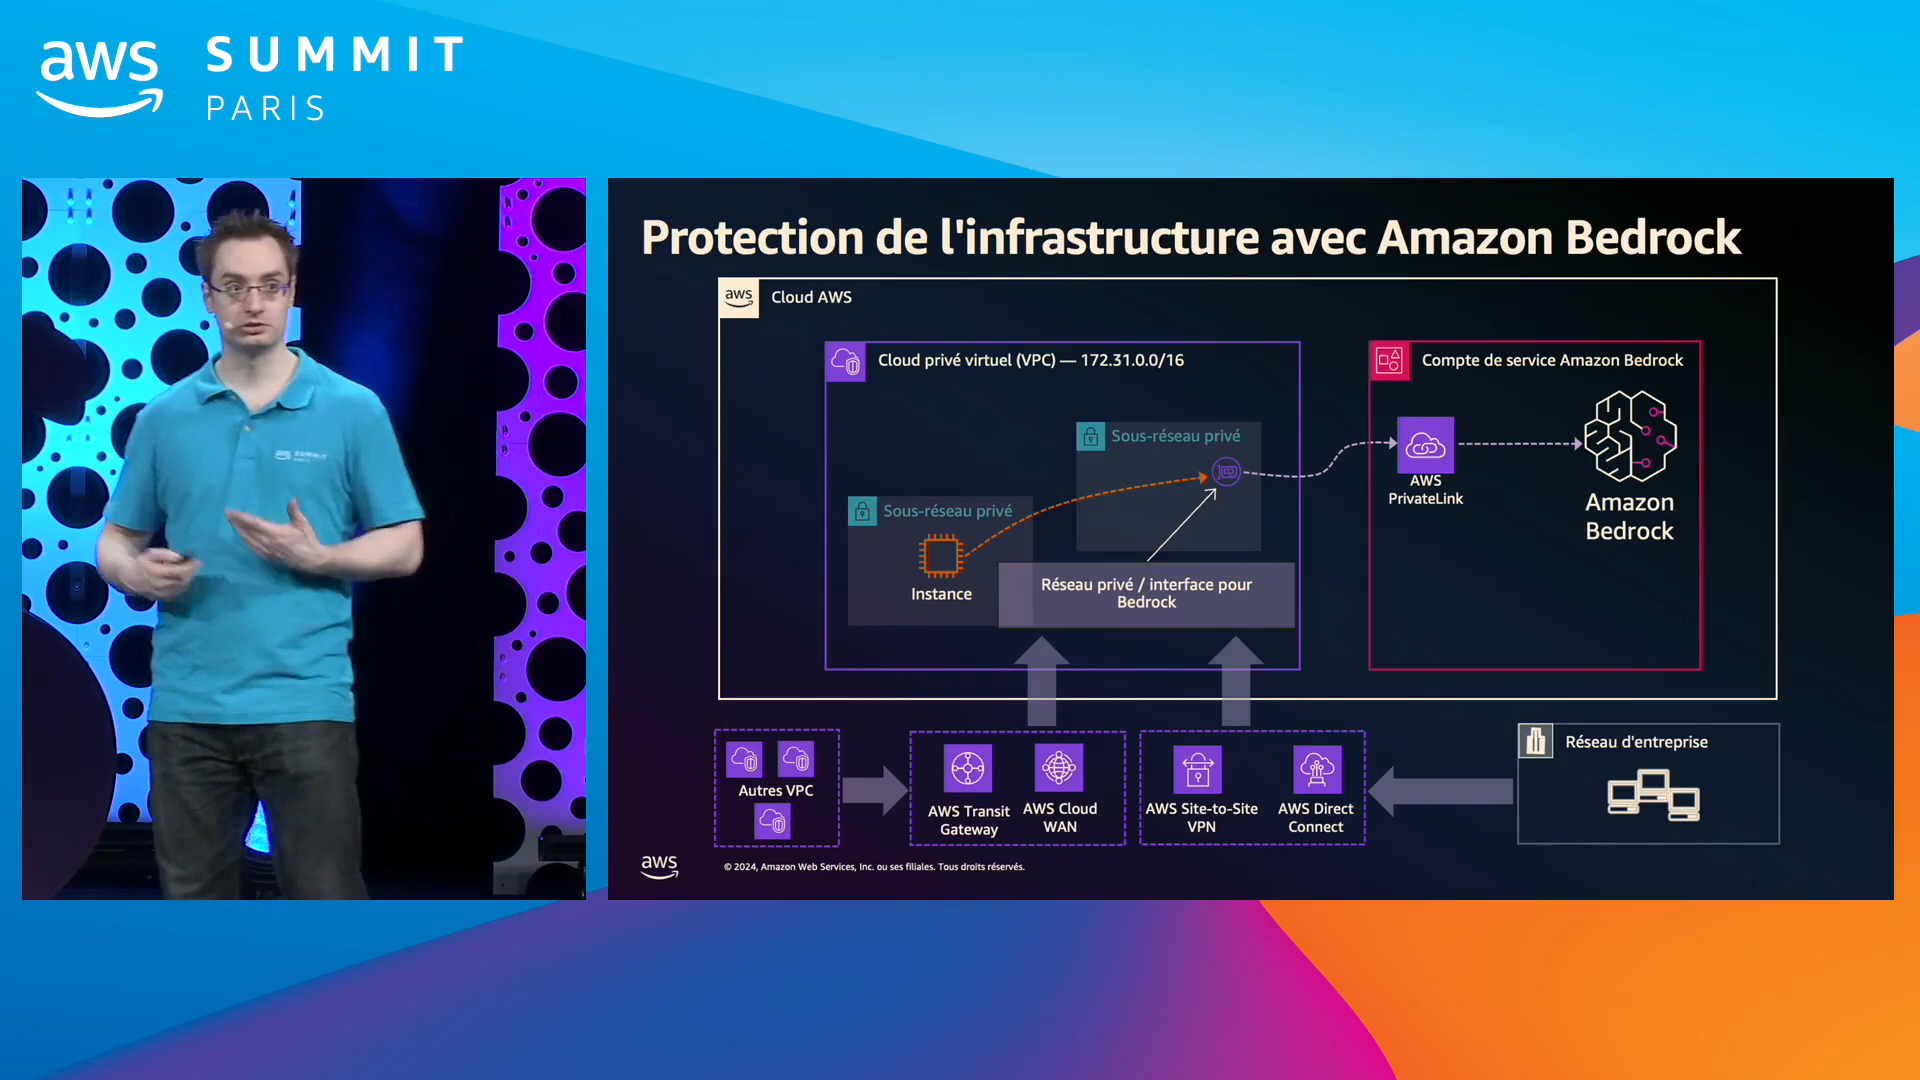 aws
SUMMIT
PARIS
aws SUMMIT
Protection de l'infrastructure avec Amazon Bedrock
aws
Cloud AWS
Cloud privé virtuel (VPC) — 172.31.0.0/16
Compte de service Amazon Bedrock
Sous-réseau privé
AWS
PrivateLink
Amazon
Bedrock
Sous-réseau privé
Instance
Réseau privé / interface pour
Bedrock
Autres VPC
AWS Transit
Gateway
AWS Cloud
WAN
AWS Site-to-Site
VPN
AWS Direct
Connect
Réseau d'entreprise
aws
© 2024, Amazon Web Services, Inc. ou ses filiales. Tous droits réservés.